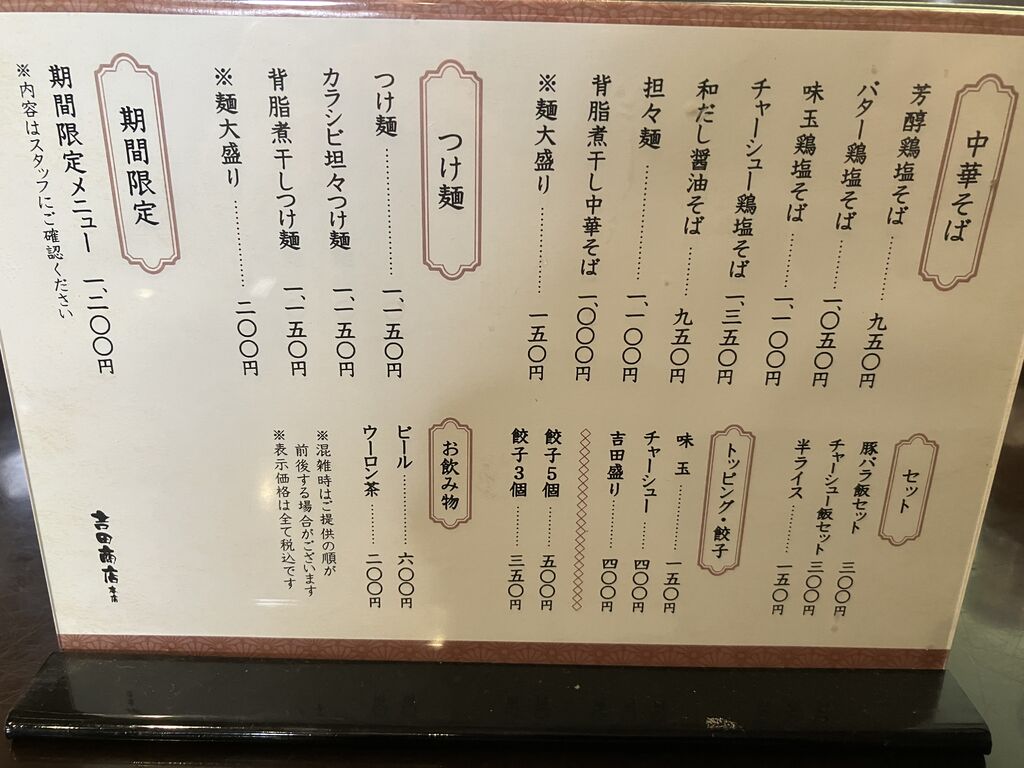 中華そば
芳醇鶏塩そば………九五〇円
バター鶏塩そば……一、〇五〇円
味玉鶏塩そば………一、一〇〇円
チャーシュー鶏塩そば 一、三五〇円
和だし醤油そば……九五〇円
担々麺………一、一〇〇円
背脂煮干し中華そば 一、〇〇〇円
※麺大盛り………一五〇円
つけ麺
つけ麺………一、一五〇円
カラシビ坦々つけ麺 一、一五〇円
背脂煮干しつけ麺 一、一五〇円
※麺大盛り………二〇〇円
期間限定
期間限定メニュー 一、二〇〇円
※内容はスタッフにご確認ください
セット
豚バラ飯セット 三〇〇円
チャーシュー飯セット 三〇〇円
半ライス………一五〇円
トッピング・餃子
味玉………一五〇円
チャーシュー……四〇〇円
吉田盛り………四〇〇円
餃子5個………五〇〇円
餃子3個………三五〇円
お飲み物
ビール………六〇〇円
ウーロン茶……二〇〇円
※混雑時はご提供の順が
前後する場合がございます
※表示価格は全て税込です
吉田商店本店